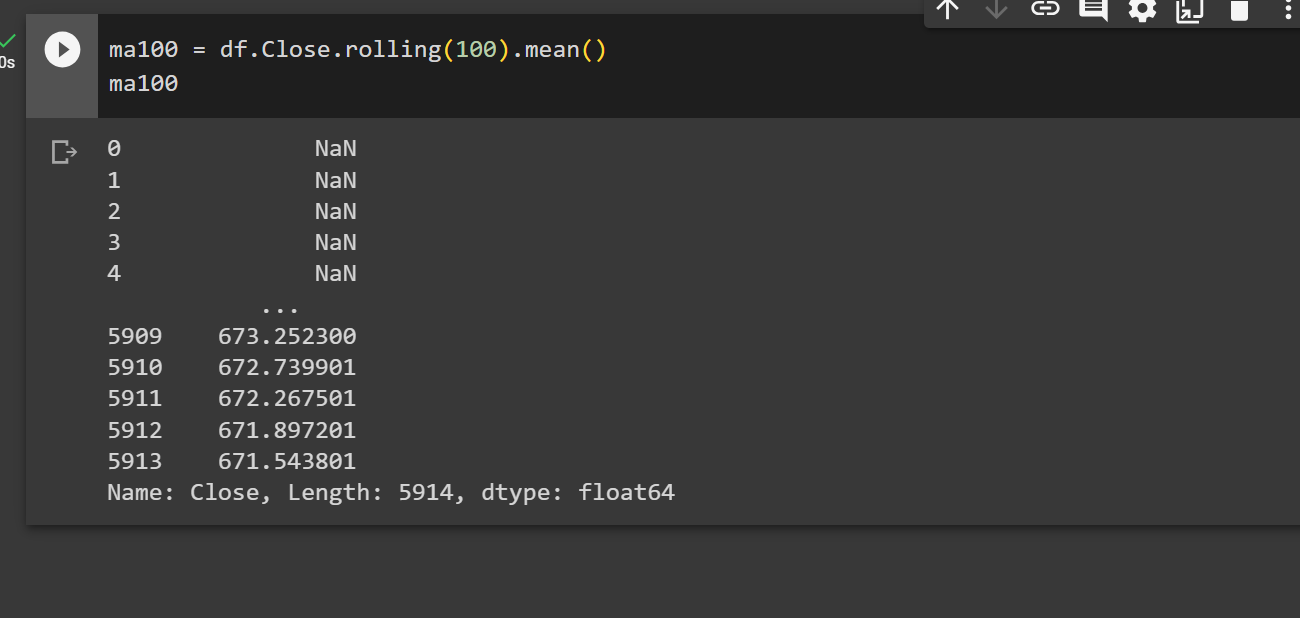 ma100 = df.Close.rolling(100).mean()
ma100
0s
0              NaN
1              NaN
2              NaN
3              NaN
4              NaN
...
5909    673.252300
5910    672.739901
5911    672.267501
5912    671.897201
5913    671.543801
Name: Close, Length: 5914, dtype: float64